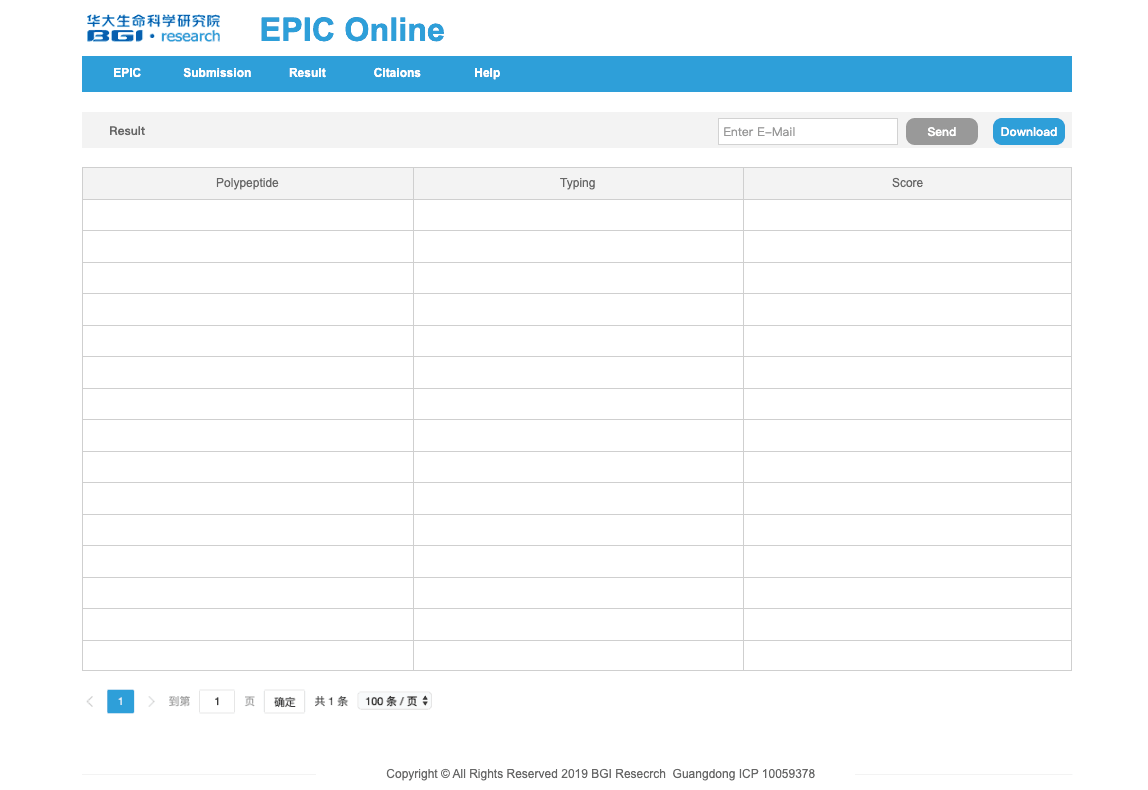 华大生命科学研究院
BGI · research
EPIC Online
EPIC Submission Result Citaions Help
Result Enter E-Mail Send Download
Polypeptide Typing Score
1 到第 1 页 确定 共 1 条 100 条 / 页
Copyright © All Rights Reserved 2019 BGI Resecrch Guangdong ICP 10059378